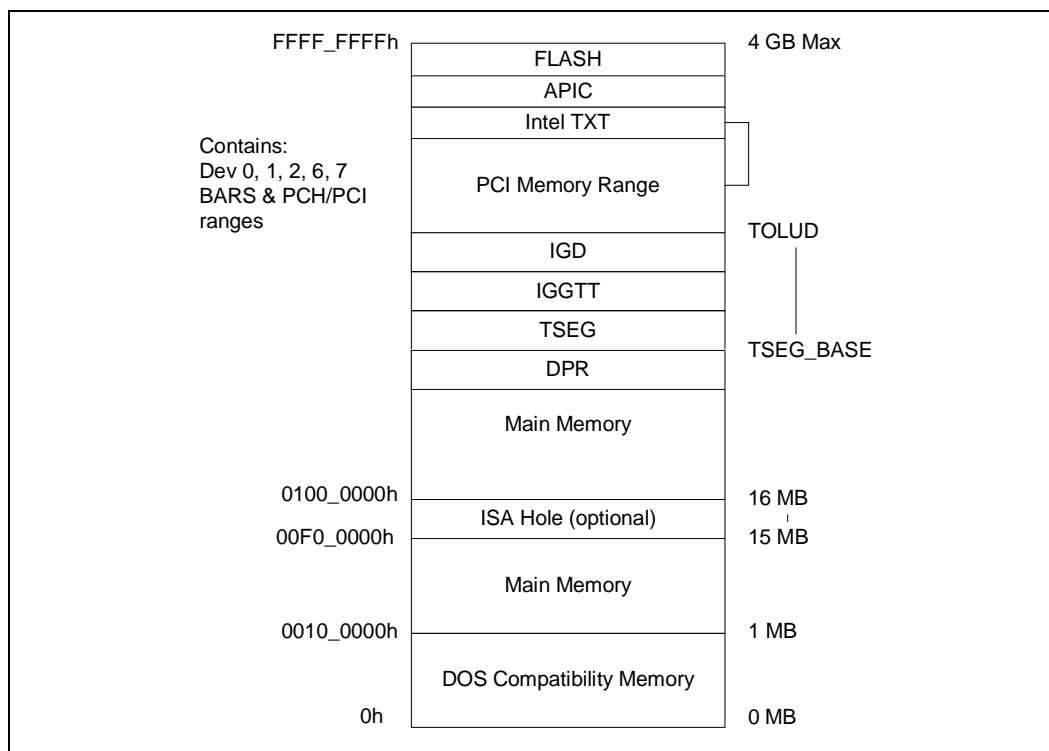 FFFF_FFFFh
4 GB Max
FLASH
APIC
Intel TXT
Contains:
Dev 0, 1, 2, 6, 7
BARS & PCH/PCI
ranges
PCI Memory Range
TOLUD
IGD
IGGTT
TSEG
TSEG_BASE
DPR
Main Memory
0100_0000h
16 MB
ISA Hole (optional)
00F0_0000h
15 MB
Main Memory
0010_0000h
1 MB
DOS Compatibility Memory
0h
0 MB